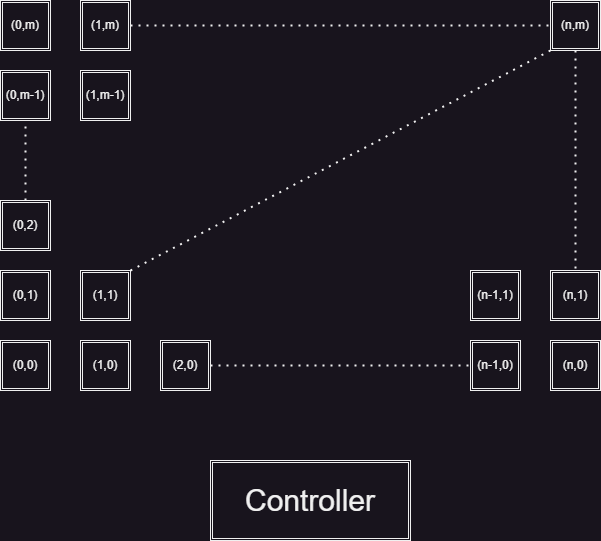 (0,m) (1,m) (n,m)
(0,m-1) (1,m-1)
(0,2)
(0,1) (1,1) (n-1,1) (n,1)
(0,0) (1,0) (2,0) (n-1,0) (n,0)
Controller